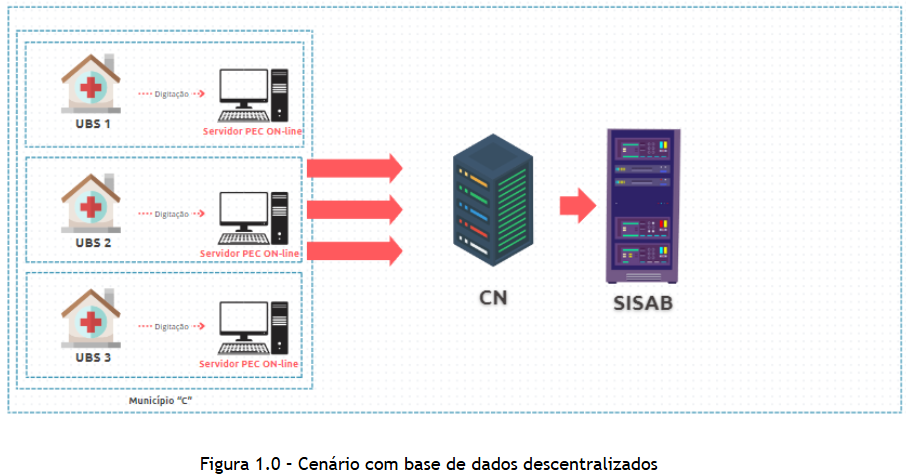 UBS 1
Digitação
Servidor PEC ON-line
UBS 2
Digitação
Servidor PEC ON-line
UBS 3
Digitação
Servidor PEC ON-line
Município “C”
CN
SISAB
Figura 1.0 – Cenário com base de dados descentralizados